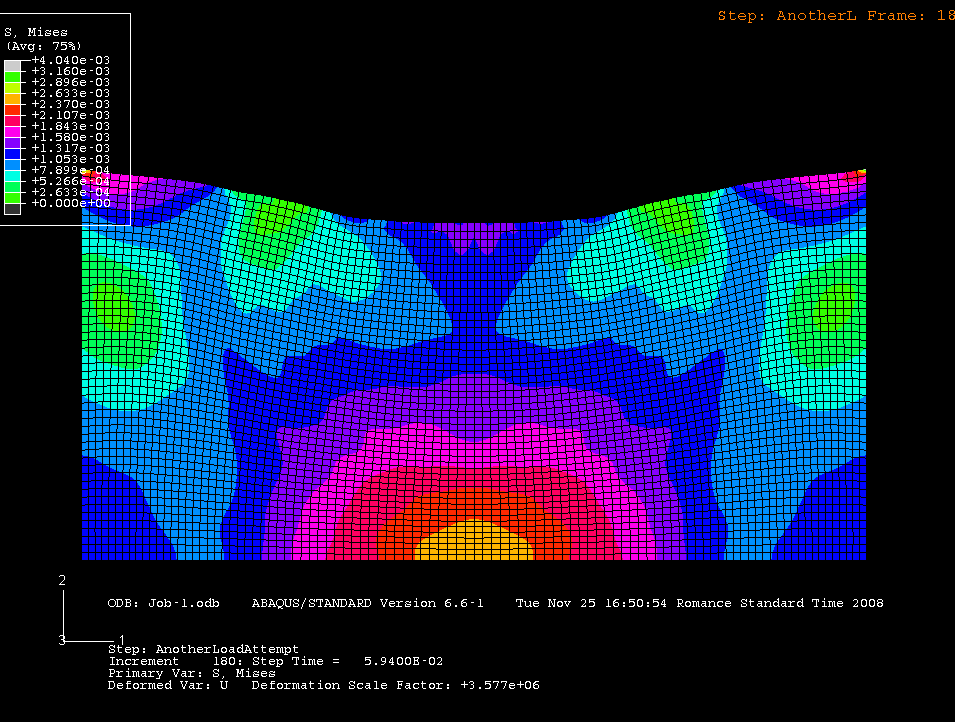 Step: AnotherL Frame: 18
S, Mises
(Avg: 75%)
+4.040e-03
+3.160e-03
+2.896e-03
+2.633e-03
+2.370e-03
+2.107e-03
+1.843e-03
+1.580e-03
+1.317e-03
+1.053e-03
+7.899e-04
+5.266e-04
+2.633e-04
+0.000e+00
2
3 1
ODB: Job-1.odb ABAQUS/STANDARD Version 6.6-1 Tue Nov 25 16:50:54 Romance Standard Time 2008
Step: AnotherLoadAttempt
Increment 180: Step Time = 5.9400E-02
Primary Var: S, Mises
Deformed Var: U Deformation Scale Factor: +3.577e+06